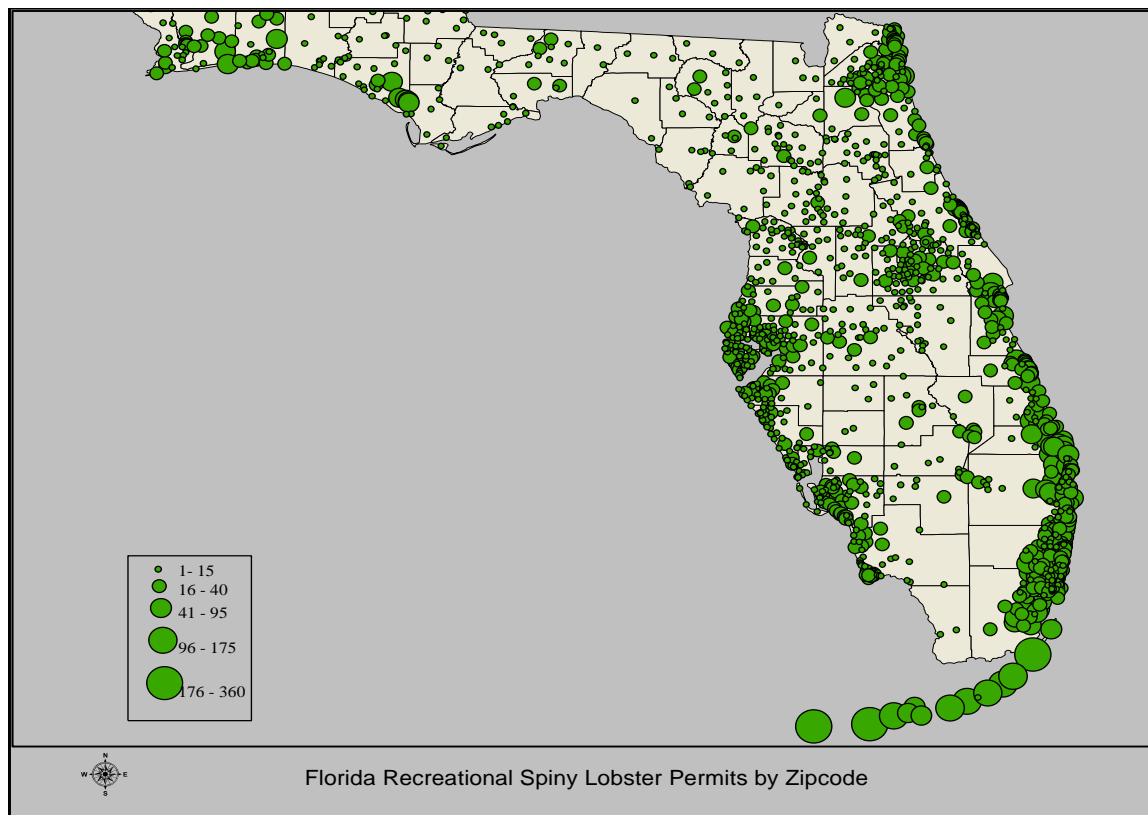 1- 15
16 - 40
41 - 95
96 - 175
176 - 360
N
W E
S
Florida Recreational Spiny Lobster Permits by Zipcode